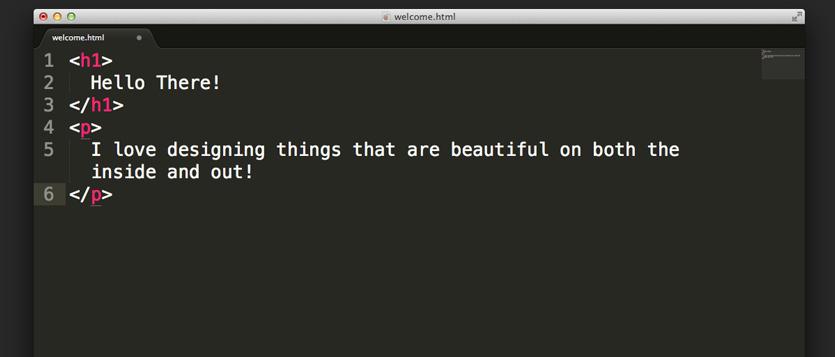 welcome.html
welcome.html
1 <h1>
2 Hello There!
3 </h1>
4 <p>
5 I love designing things that are beautiful on both the
inside and out!
6 </p>